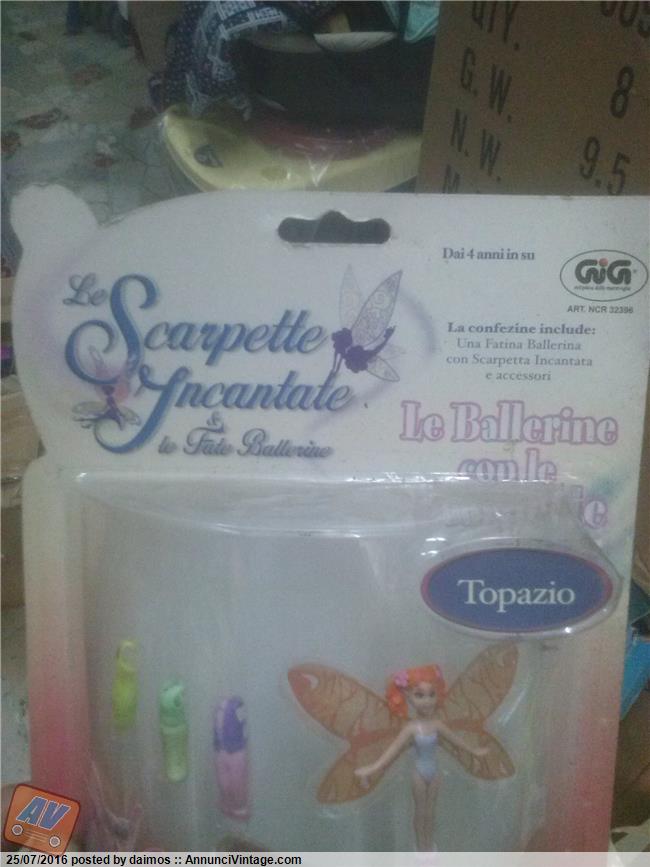 QTY.
G. W. 8
N. W. 9.5
Dai 4 anni in su
GiG
ART. NCR 32396
Le Scarpette
Incantate
&
le Fate Ballerine
La confezine include:
Una Fatina Ballerina
con Scarpetta Incantata
e accessori
Le Ballerine
con le
Topazio
AV
25/07/2016 posted by daimos :: AnnunciVintage.com